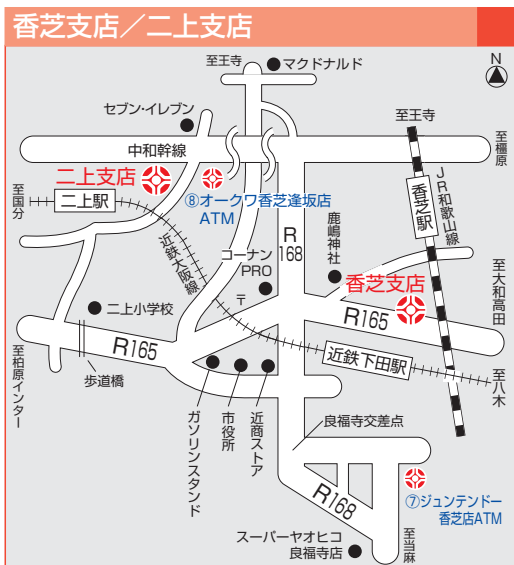 香芝支店／二上支店
至王寺
マクドナルド
N
セブン・イレブン
至王寺
中和幹線
至橿原
二上支店
⑧オークワ香芝逢坂店
ATM
至国分
二上駅
JR和歌山線
香芝駅
近鉄大阪線
コーナン
PRO
R
168
鹿嶋神社
香芝支店
至大和高田
〒
二上小学校
R165
R165
至柏原インター
歩道橋
近鉄下田駅
至八木
ガソリンスタンド
市役所
近商ストア
良福寺交差点
R168
⑦ジュンテンドー
香芝店ATM
スーパーヤオヒコ
良福寺店
至当麻